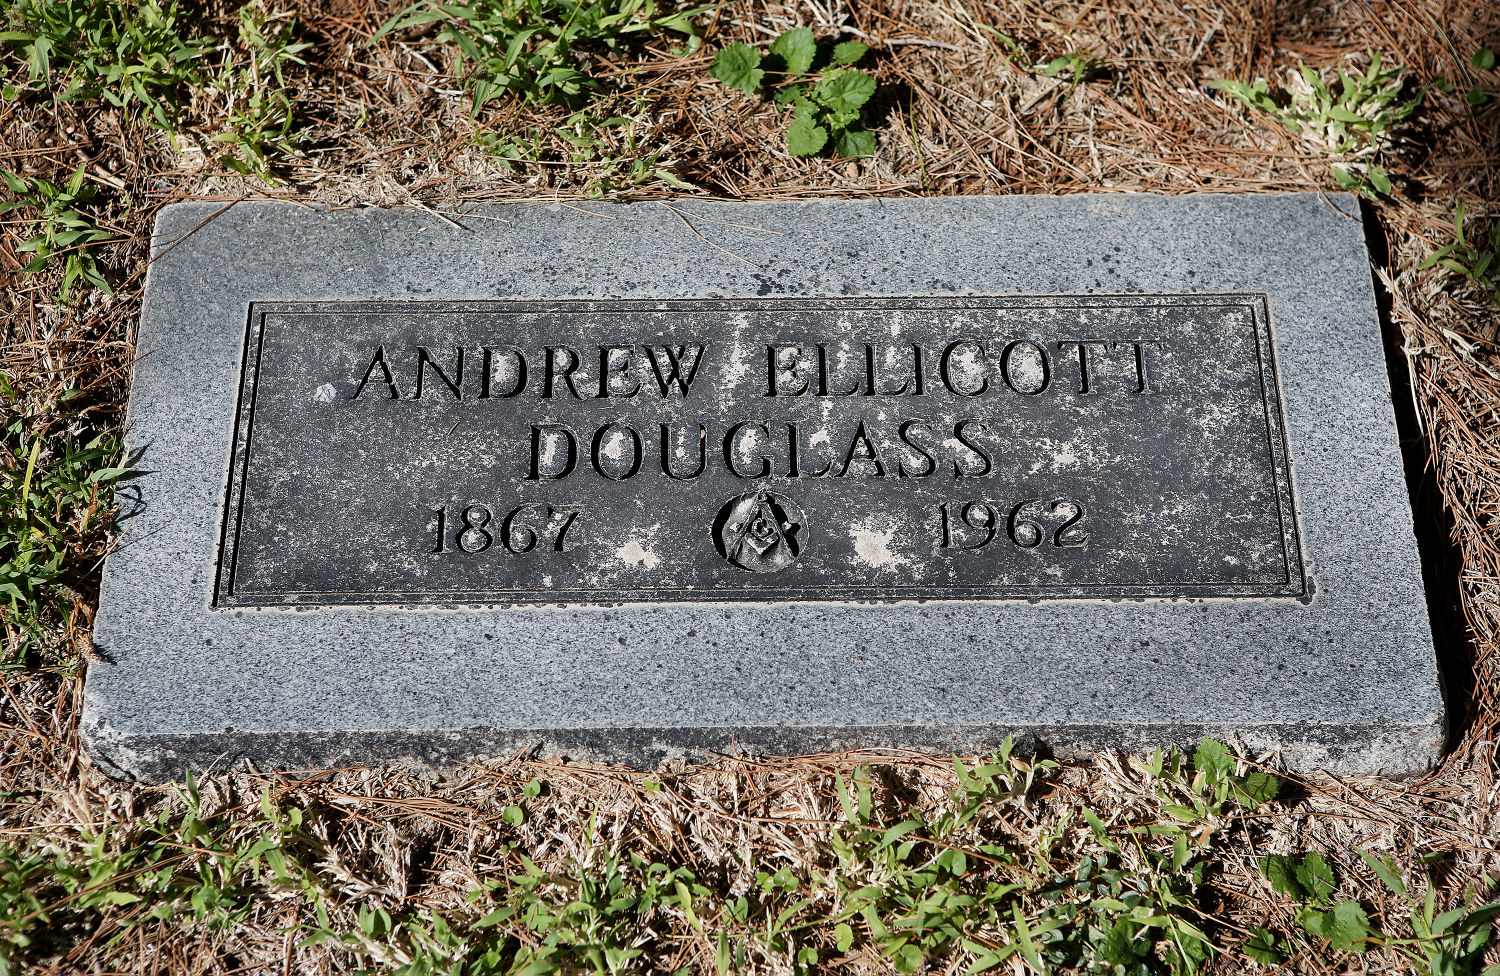 ANDREW ELLICOTT
DOUGLASS
1867 G 1962